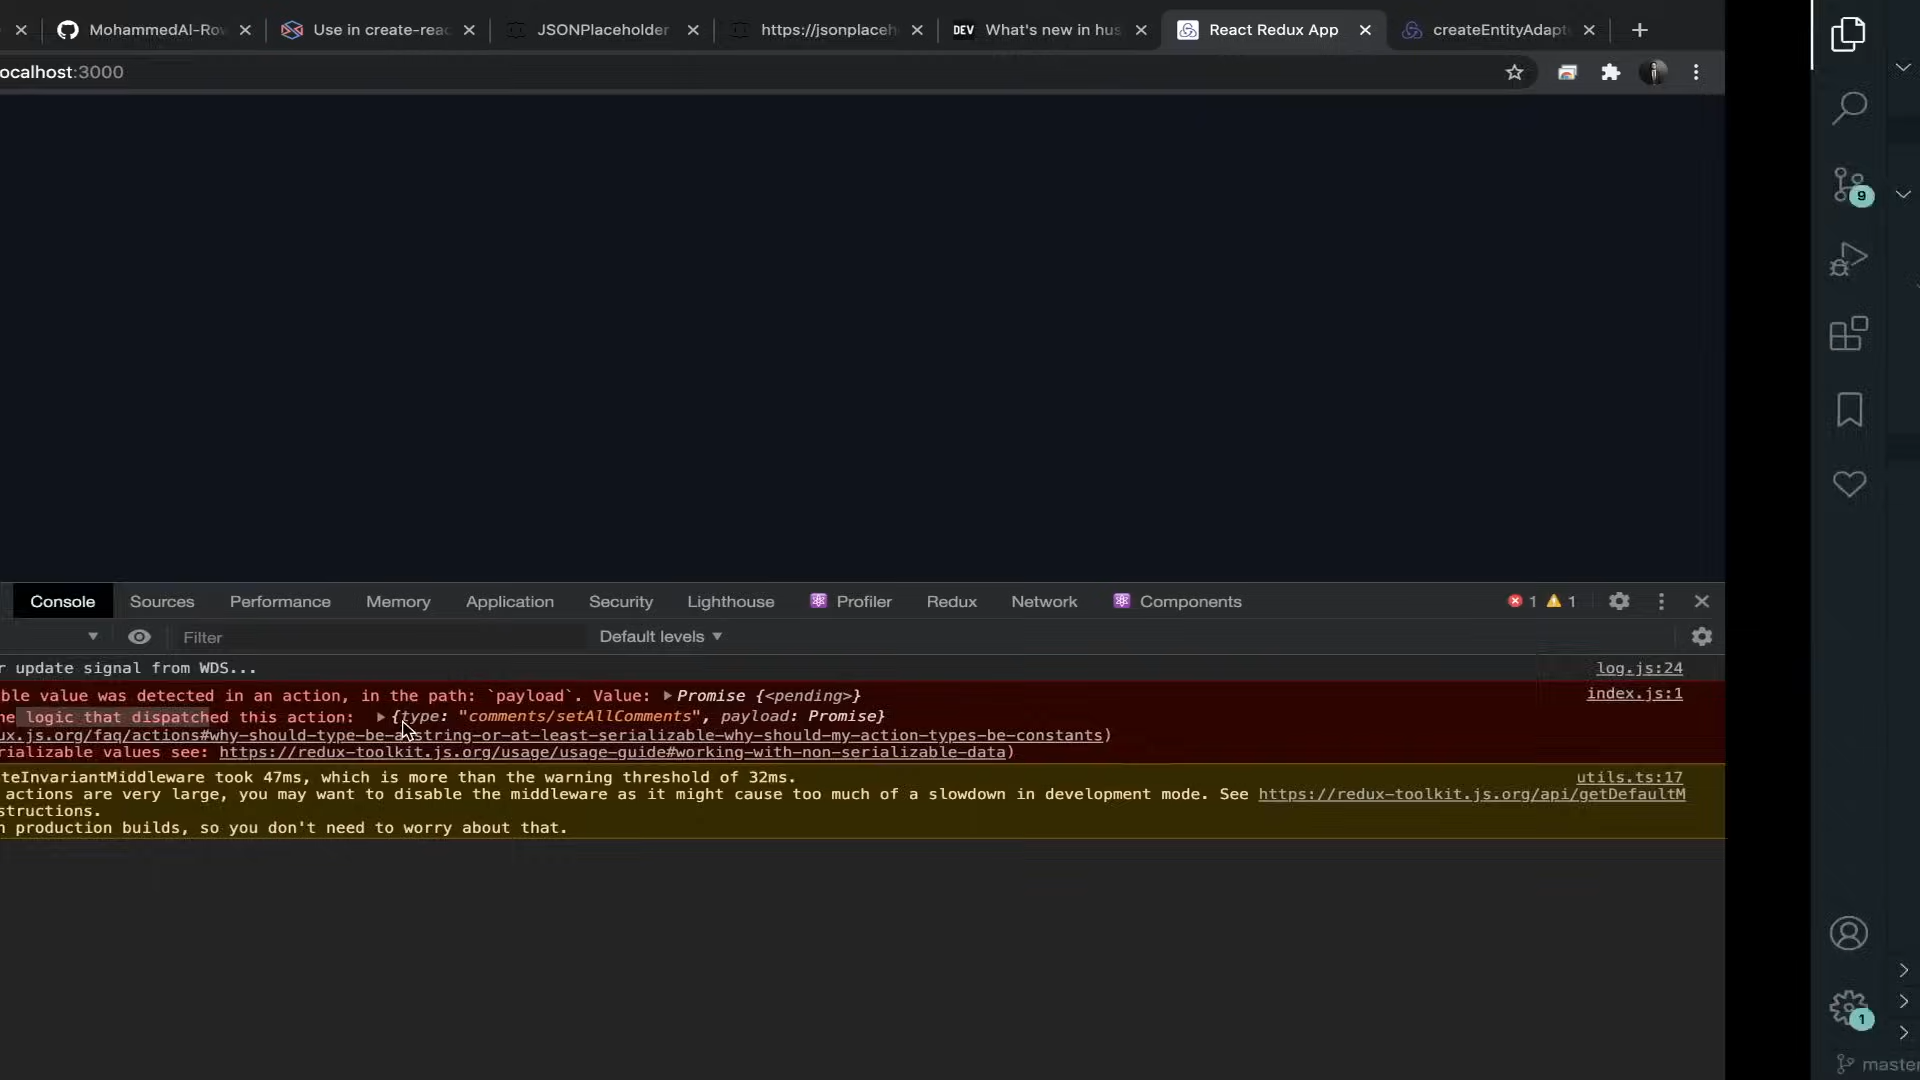 MohammedAl-Rov
Use in create-reac
JSONPlaceholder
https://jsonplaceh
DEV What's new in hus
React Redux App
createEntityAdapt
ocalhost:3000
9
Console
Sources
Performance
Memory
Application
Security
Lighthouse
Profiler
Redux
Network
Components
1
1
Filter
Default levels ▼
r update signal from WDS...
log.js:24
ble value was detected in an action, in the path: `payload`. Value: ▶ Promise {<pending>}
index.js:1
he logic that dispatched this action: ▶ {type: "comments/setAllComments", payload: Promise}
ux.js.org/faq/actions#why-should-type-be-a-string-or-at-least-serializable-why-should-my-action-types-be-constants)
rializable values see: https://redux-toolkit.js.org/usage/usage-guide#working-with-non-serializable-data)
teInvariantMiddleware took 47ms, which is more than the warning threshold of 32ms.
utils.ts:17
actions are very large, you may want to disable the middleware as it might cause too much of a slowdown in development mode. See https://redux-toolkit.js.org/api/getDefaultM
structions.
n production builds, so you don't need to worry about that.
1
master